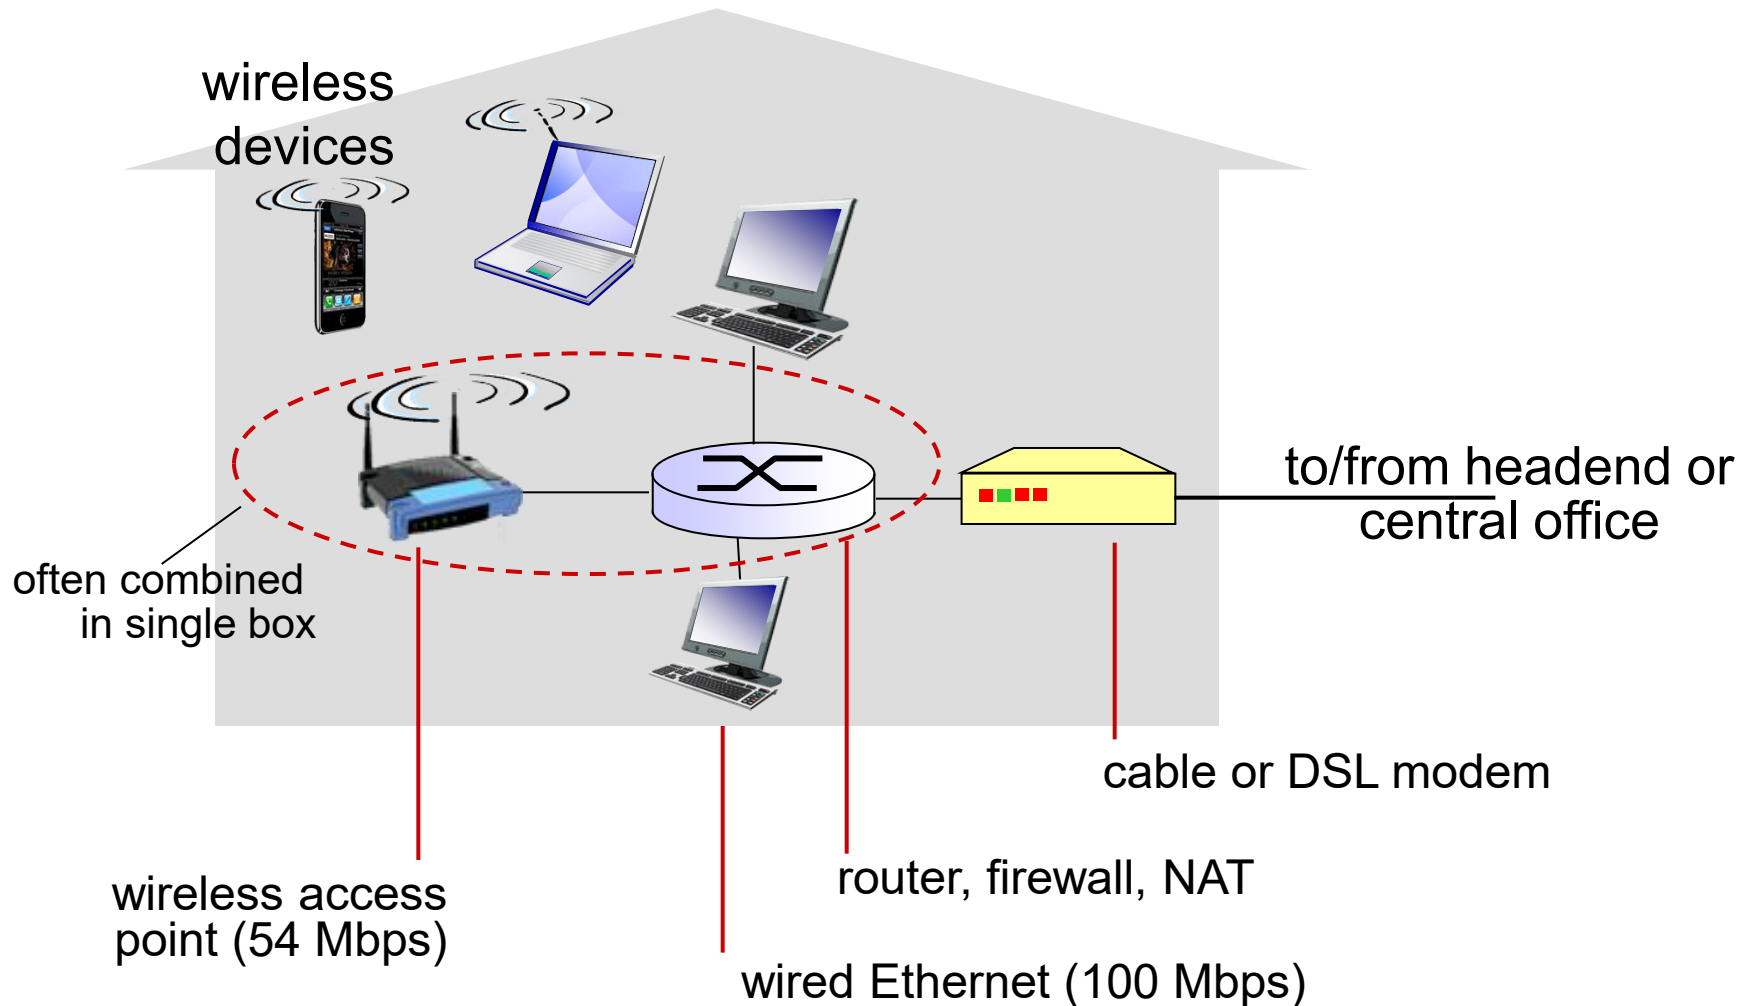 wireless
devices
to/from headend or
central office
often combined
in single box
cable or DSL modem
router, firewall, NAT
wireless access
point (54 Mbps)
wired Ethernet (100 Mbps)